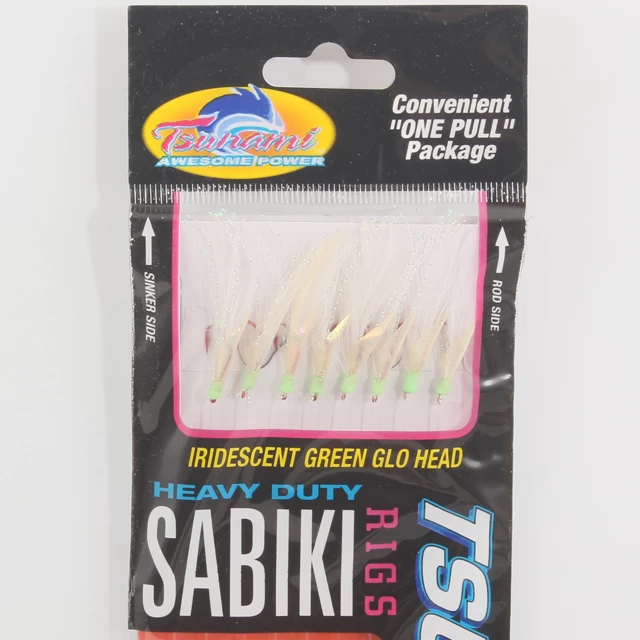 Tsunami
AWESOME POWER
Convenient
"ONE PULL"
Package
SINKER SIDE
ROD SIDE
IRIDESCENT GREEN GLO HEAD
HEAVY DUTY
SABIKI
RIGS